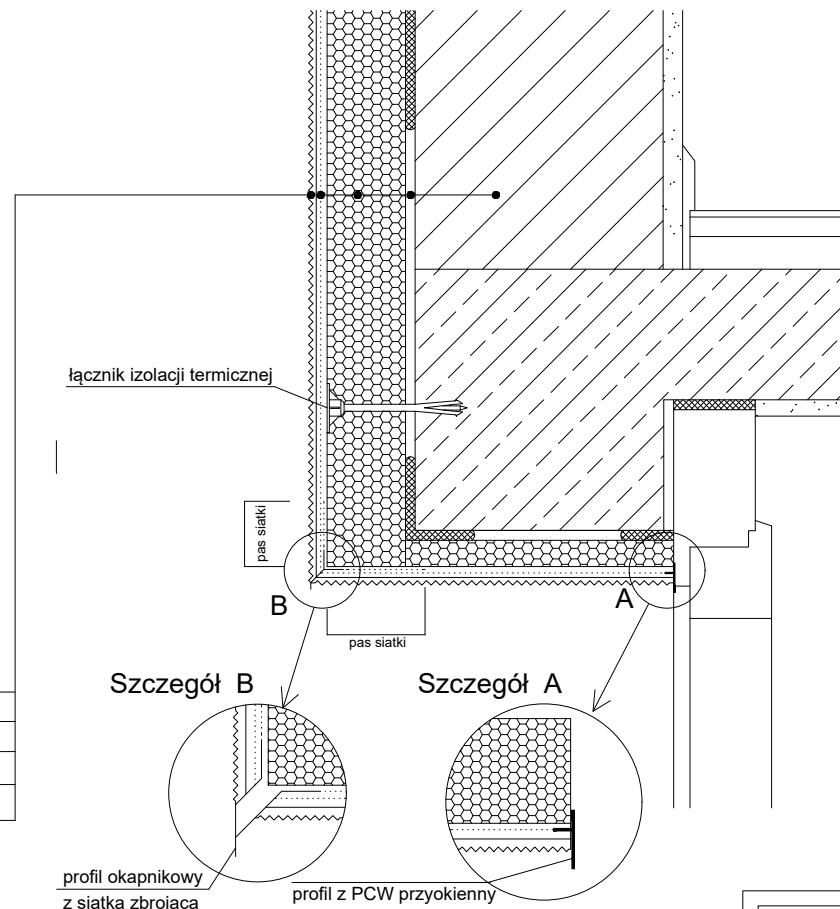 łącznik izolacji termicznej
pas siatki
B
A
pas siatki
Szczegół B
Szczegół A
profil okapnikowy
z siatka zbrojaca
profil z PCW przyokienny